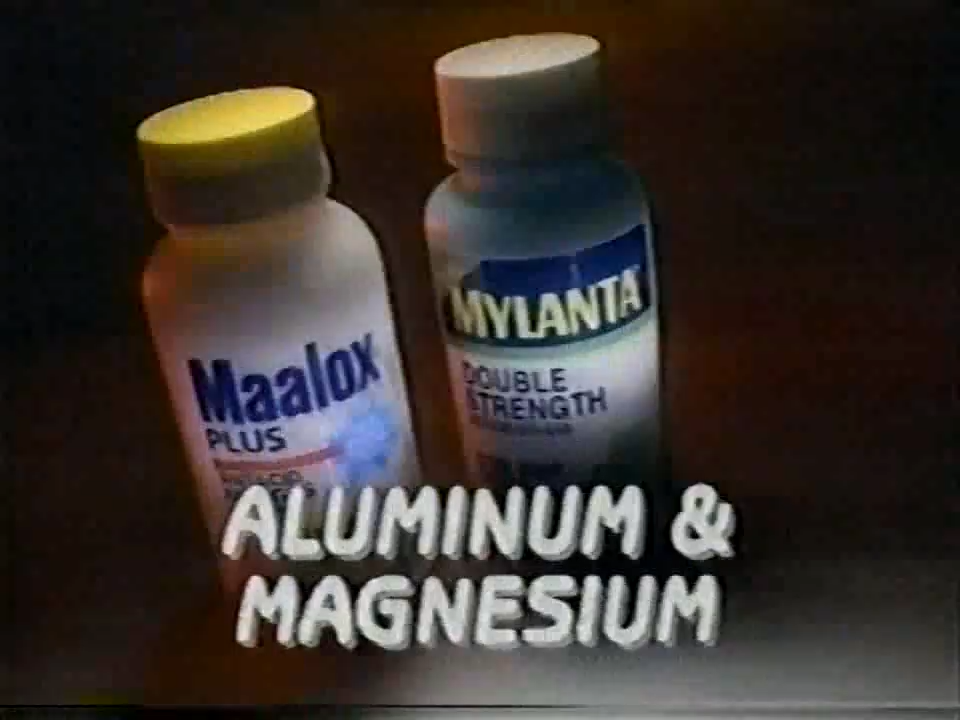 Maalox
PLUS
MYLANTA
DOUBLE
STRENGTH
ALUMINUM &
MAGNESIUM